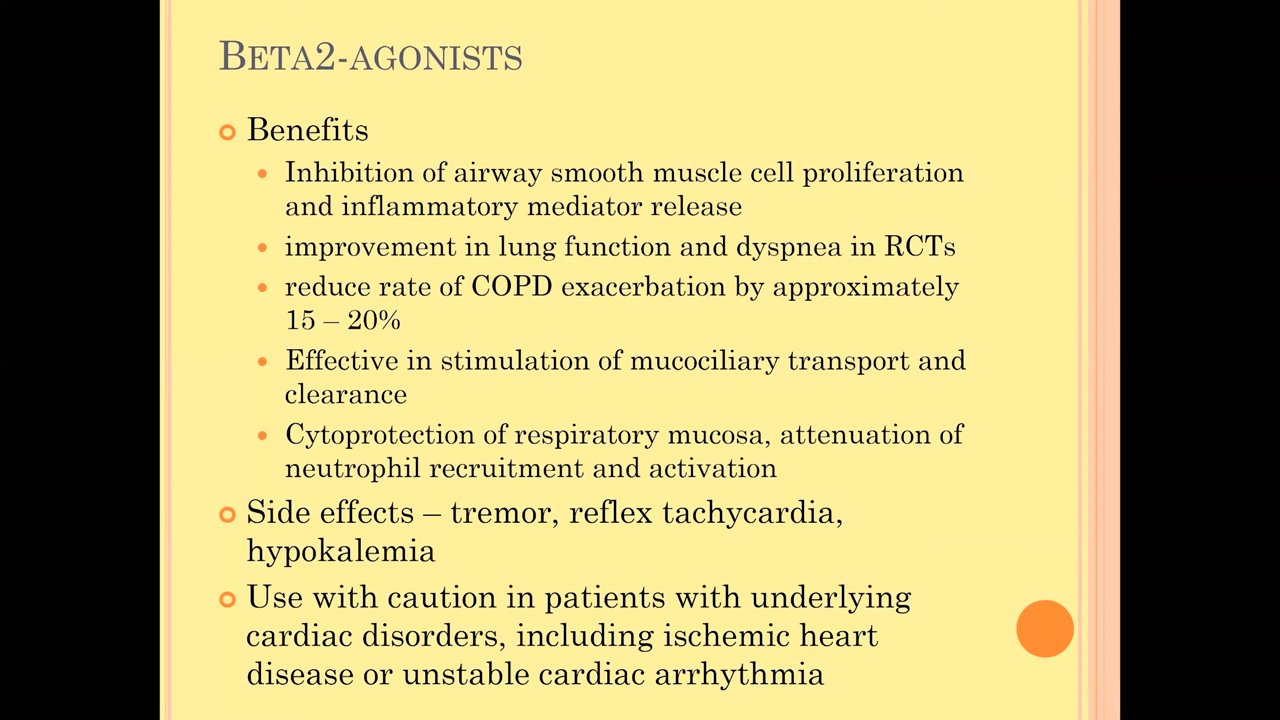 Beta2-agonists
Benefits
Inhibition of airway smooth muscle cell proliferation
and inflammatory mediator release
improvement in lung function and dyspnea in RCTs
reduce rate of COPD exacerbation by approximately
15 – 20%
Effective in stimulation of mucociliary transport and
clearance
Cytoprotection of respiratory mucosa, attenuation of
neutrophil recruitment and activation
Side effects – tremor, reflex tachycardia,
hypokalemia
Use with caution in patients with underlying
cardiac disorders, including ischemic heart
disease or unstable cardiac arrhythmia